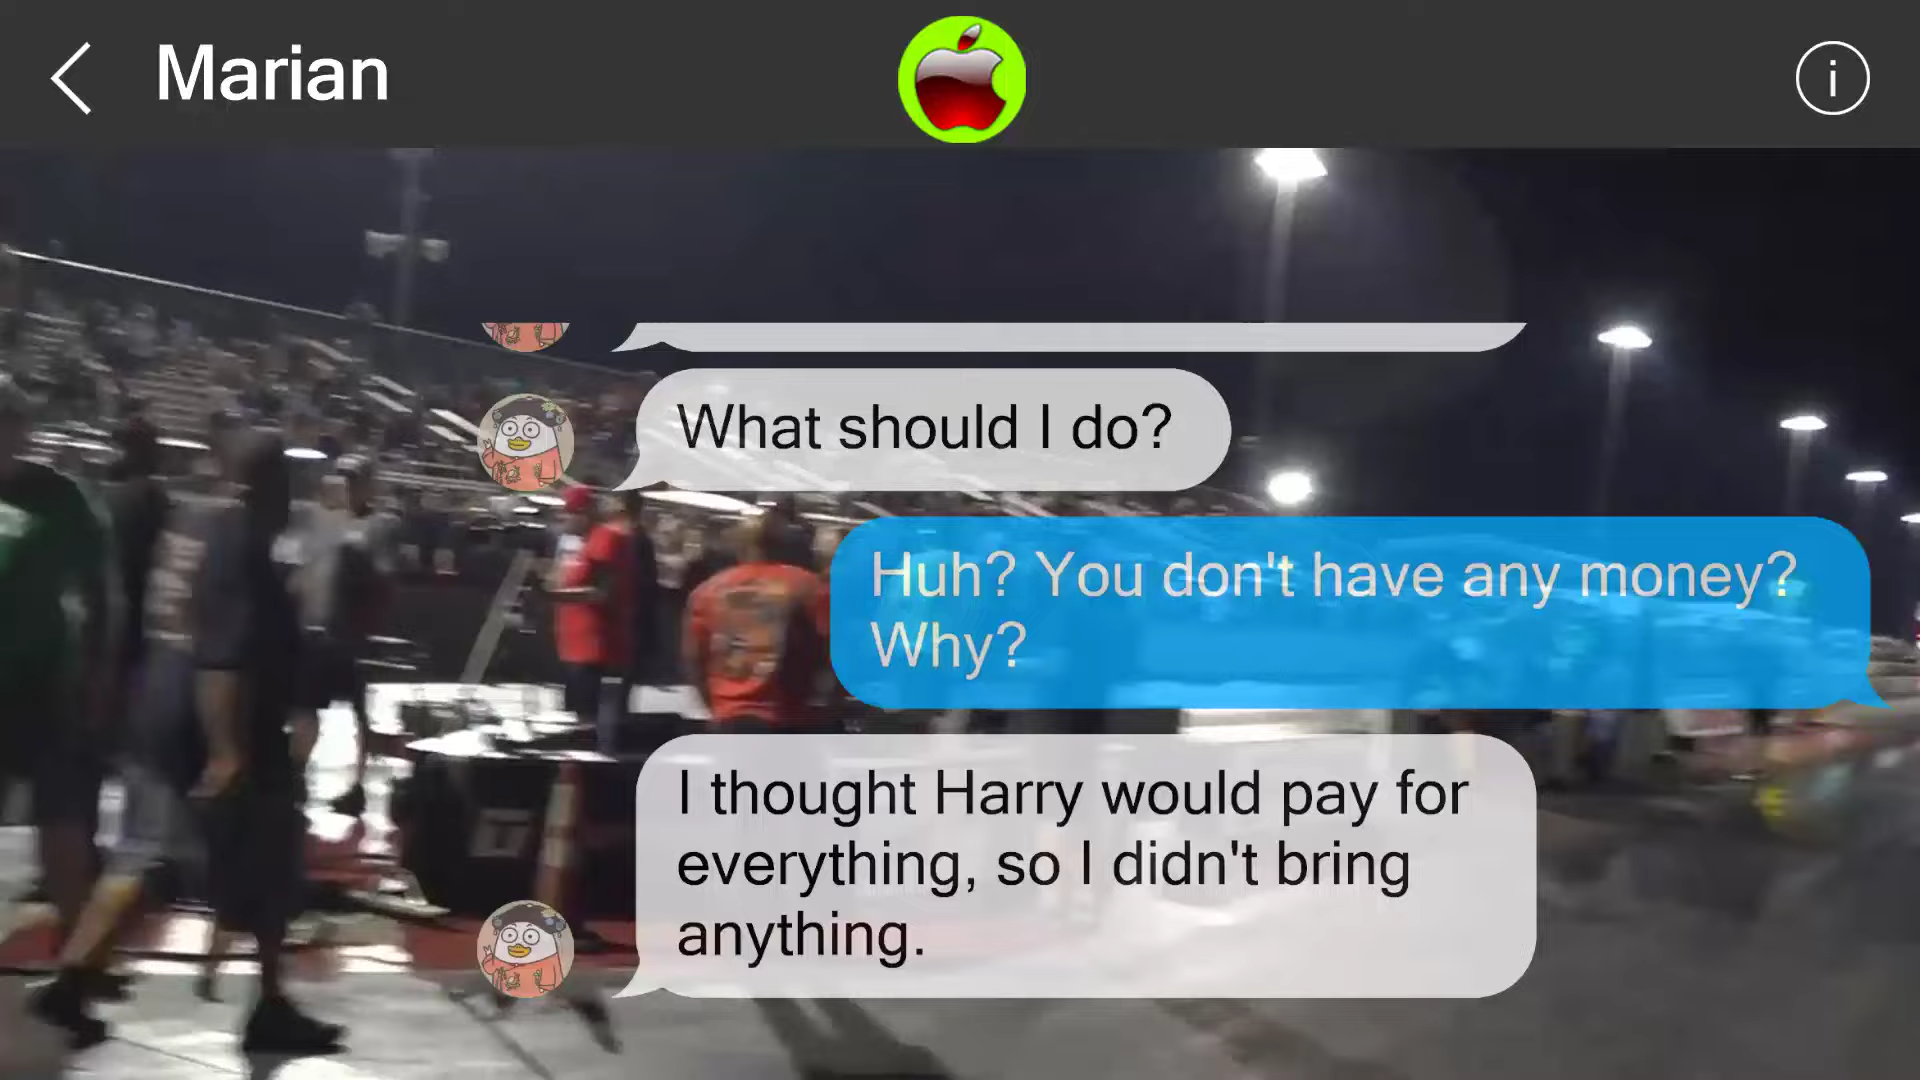 Marian
What should I do?
Huh? You don't have any money?
Why?
I thought Harry would pay for
everything, so I didn't bring
anything.